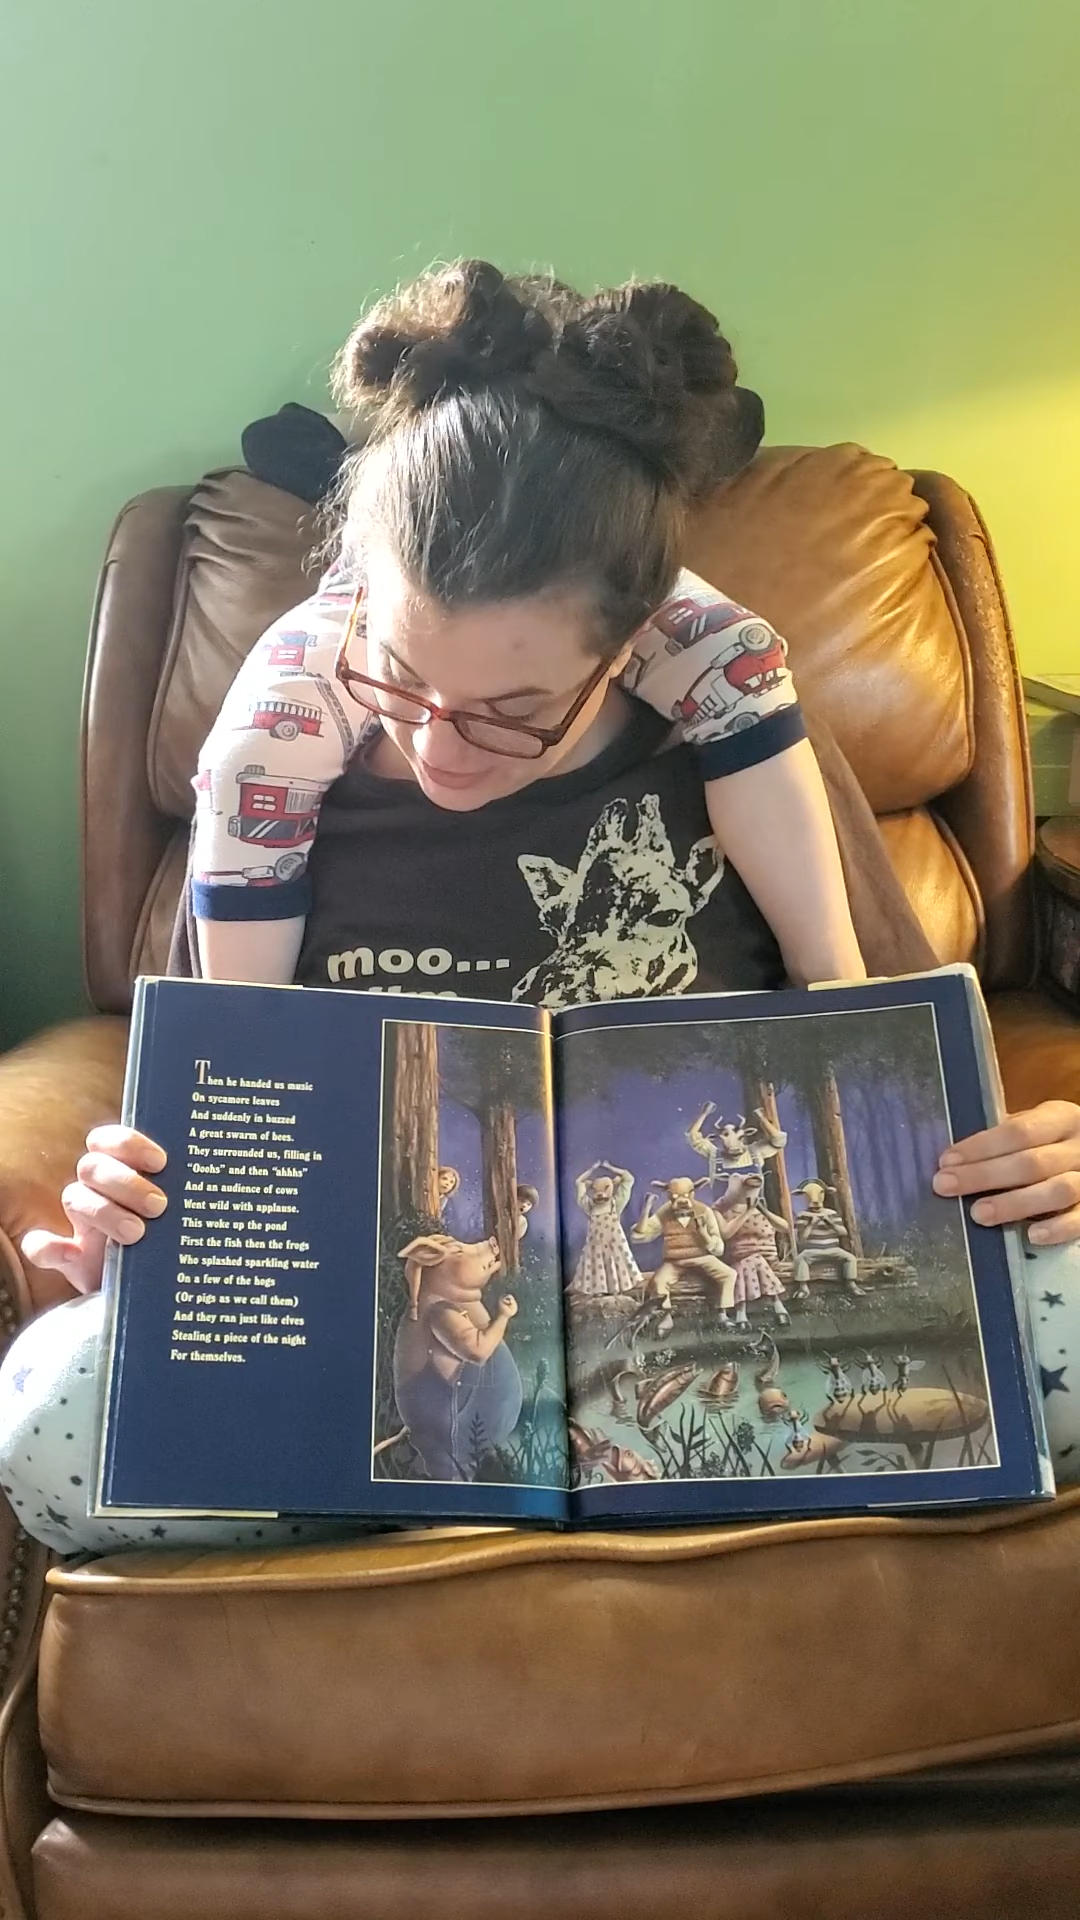 moo...
Then he handed us music
On sycamore leaves
And suddenly in buzzed
A great swarm of bees.
They surrounded us, filling in
"Ooohs" and then "ahhhs"
And an audience of cows
Went wild with applause.
This woke up the pond
First the fish then the frogs
Who splashed sparkling water
On a few of the hogs
(Or pigs as we call them)
And they ran just like elves
Stealing a piece of the night
For themselves.